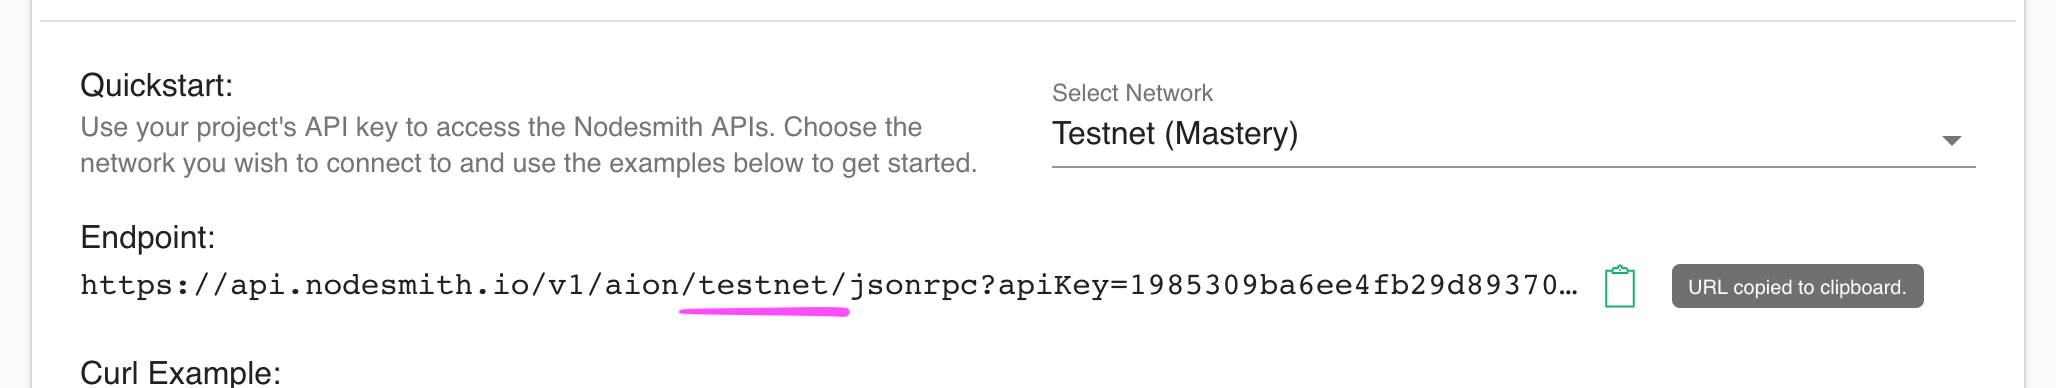 Quickstart:
Use your project's API key to access the Nodesmith APIs. Choose the
network you wish to connect to and use the examples below to get started.
Select Network
Testnet (Mastery)
Endpoint:
https://api.nodesmith.io/v1/aion/testnet/jsonrpc?apiKey=1985309ba6ee4fb29d89370…
URL copied to clipboard.
Curl Example: